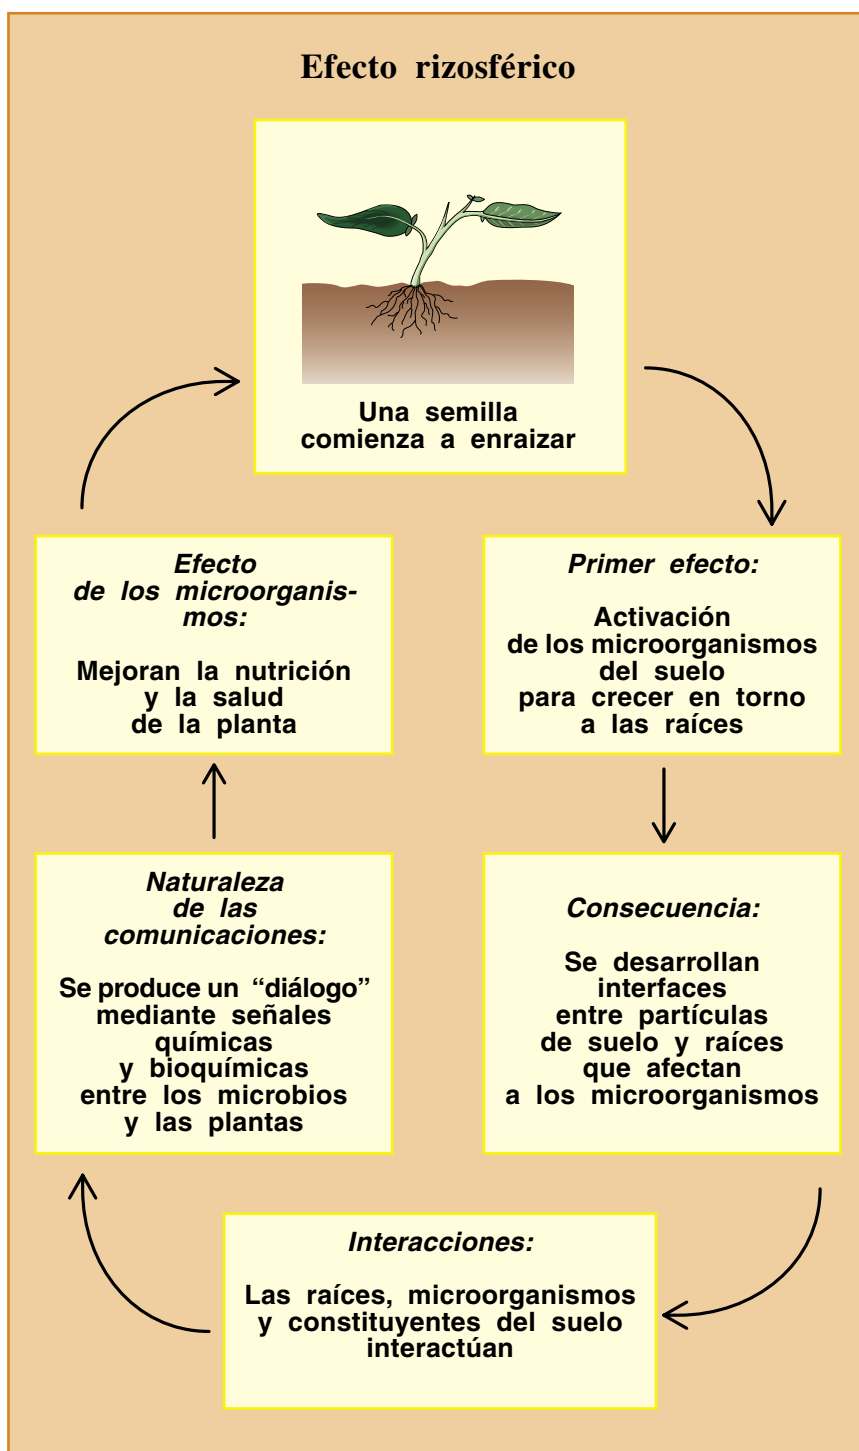 Efecto rizosférico
Una semilla
comienza a enraizar
Primer efecto:
Activación
de los microorganismos
del suelo
para crecer en torno
a las raíces
Consecuencia:
Se desarrollan
interfaces
entre partículas
de suelo y raíces
que afectan
a los microorganismos
Interacciones:
Las raíces, microorganismos
y constituyentes del suelo
interactúan
Naturaleza
de las
comunicaciones:
Se produce un “diálogo”
mediante señales
químicas
y bioquímicas
entre los microbios
y las plantas
Efecto
de los microorganis-
mos:
Mejoran la nutrición
y la salud
de la planta